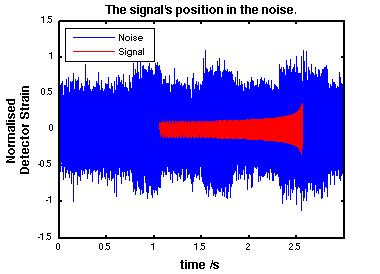 The signal's position in the noise.
1.5
Noise
Signal
1
0.5
0
-0.5
-1
-1.5
Normalised
Detector Strain
0 0.5 1 1.5 2 2.5
time /s